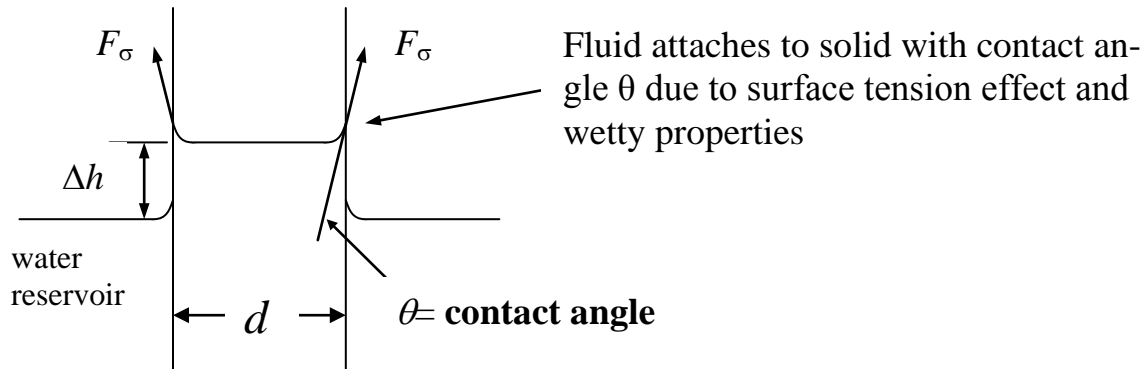 Fσ
Fσ
Fluid attaches to solid with contact an-
gle θ due to surface tension effect and
wetty properties
Δh
water
reservoir
d
θ= contact angle